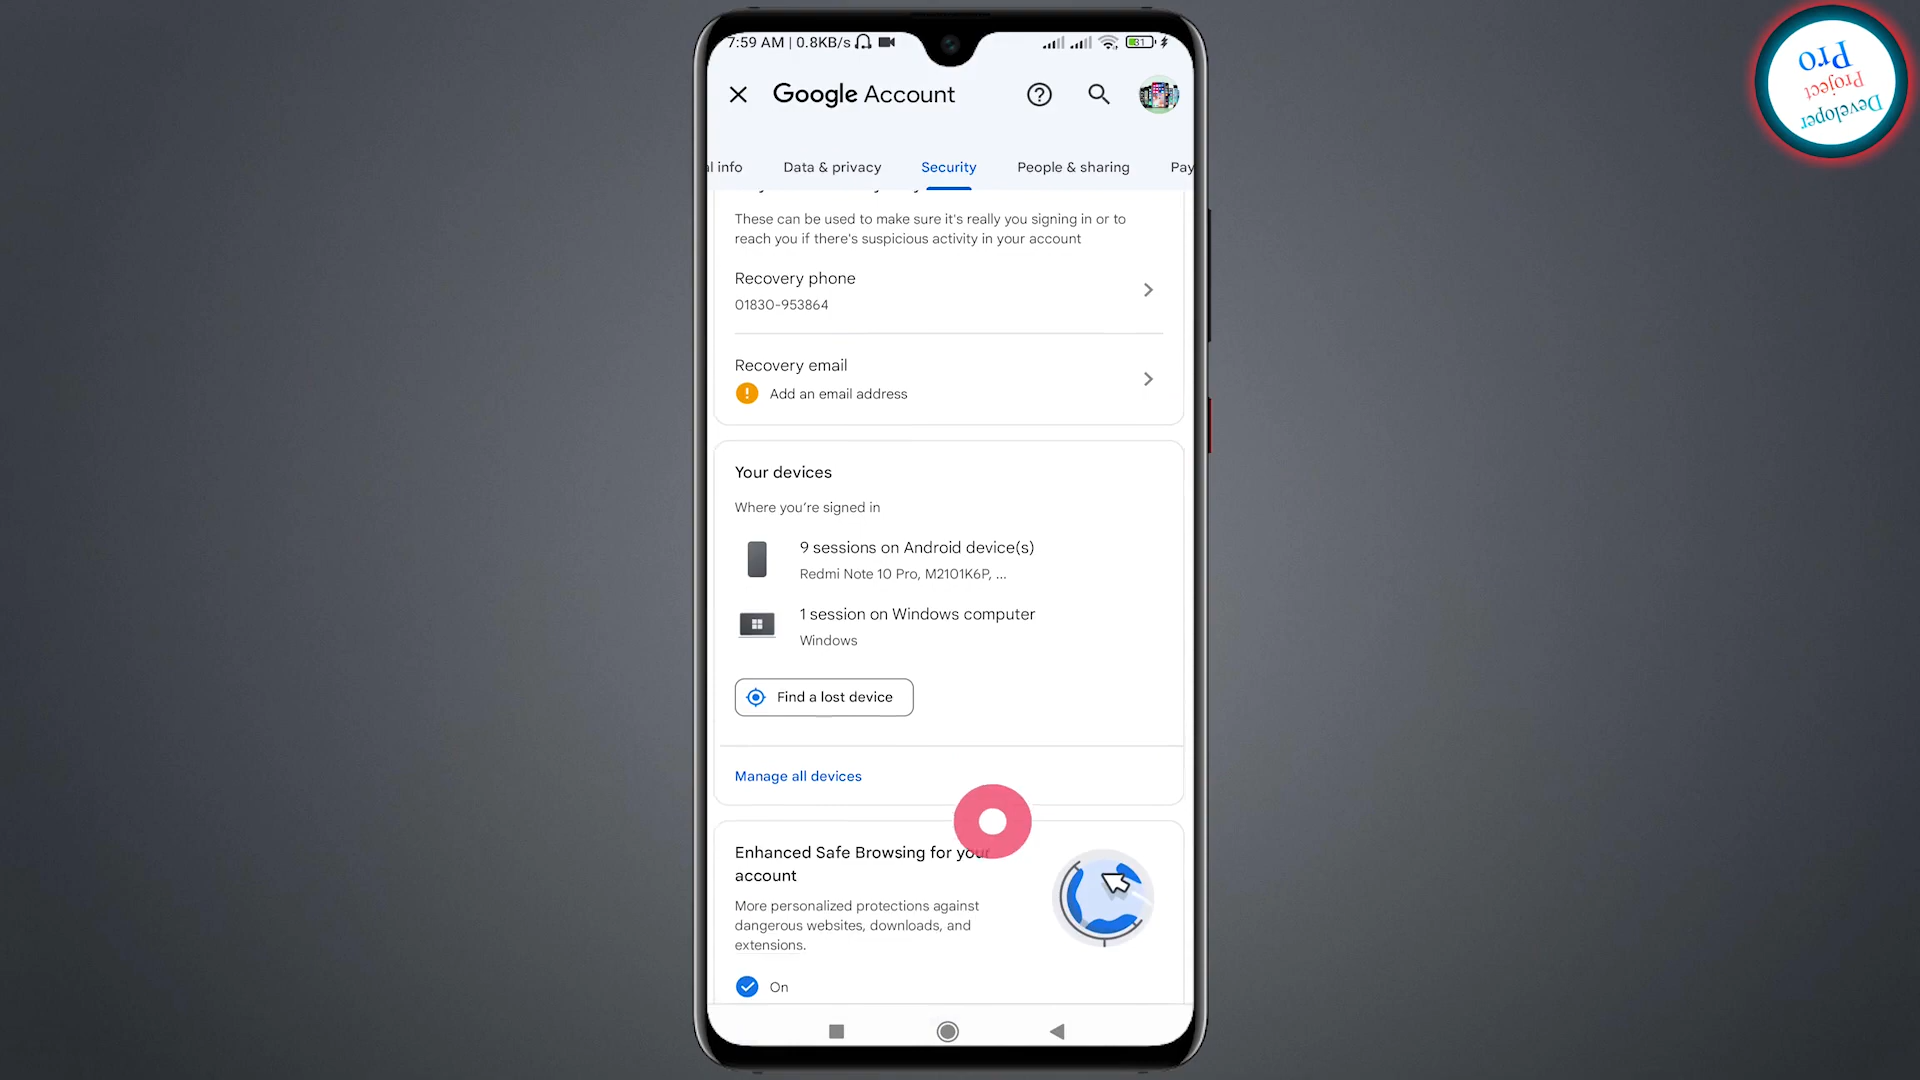 7:59 AM | 0.8KB/s
31
Google Account
al info
Data & privacy
Security
People & sharing
Pay
These can be used to make sure it's really you signing in or to
reach you if there's suspicious activity in your account
Recovery phone
01830-953864
Recovery email
Add an email address
Your devices
Where you're signed in
9 sessions on Android device(s)
Redmi Note 10 Pro, M2101K6P, ...
1 session on Windows computer
Windows
Find a lost device
Manage all devices
Enhanced Safe Browsing for your
account
More personalized protections against
dangerous websites, downloads, and
extensions.
On
Developer
Project
Pro